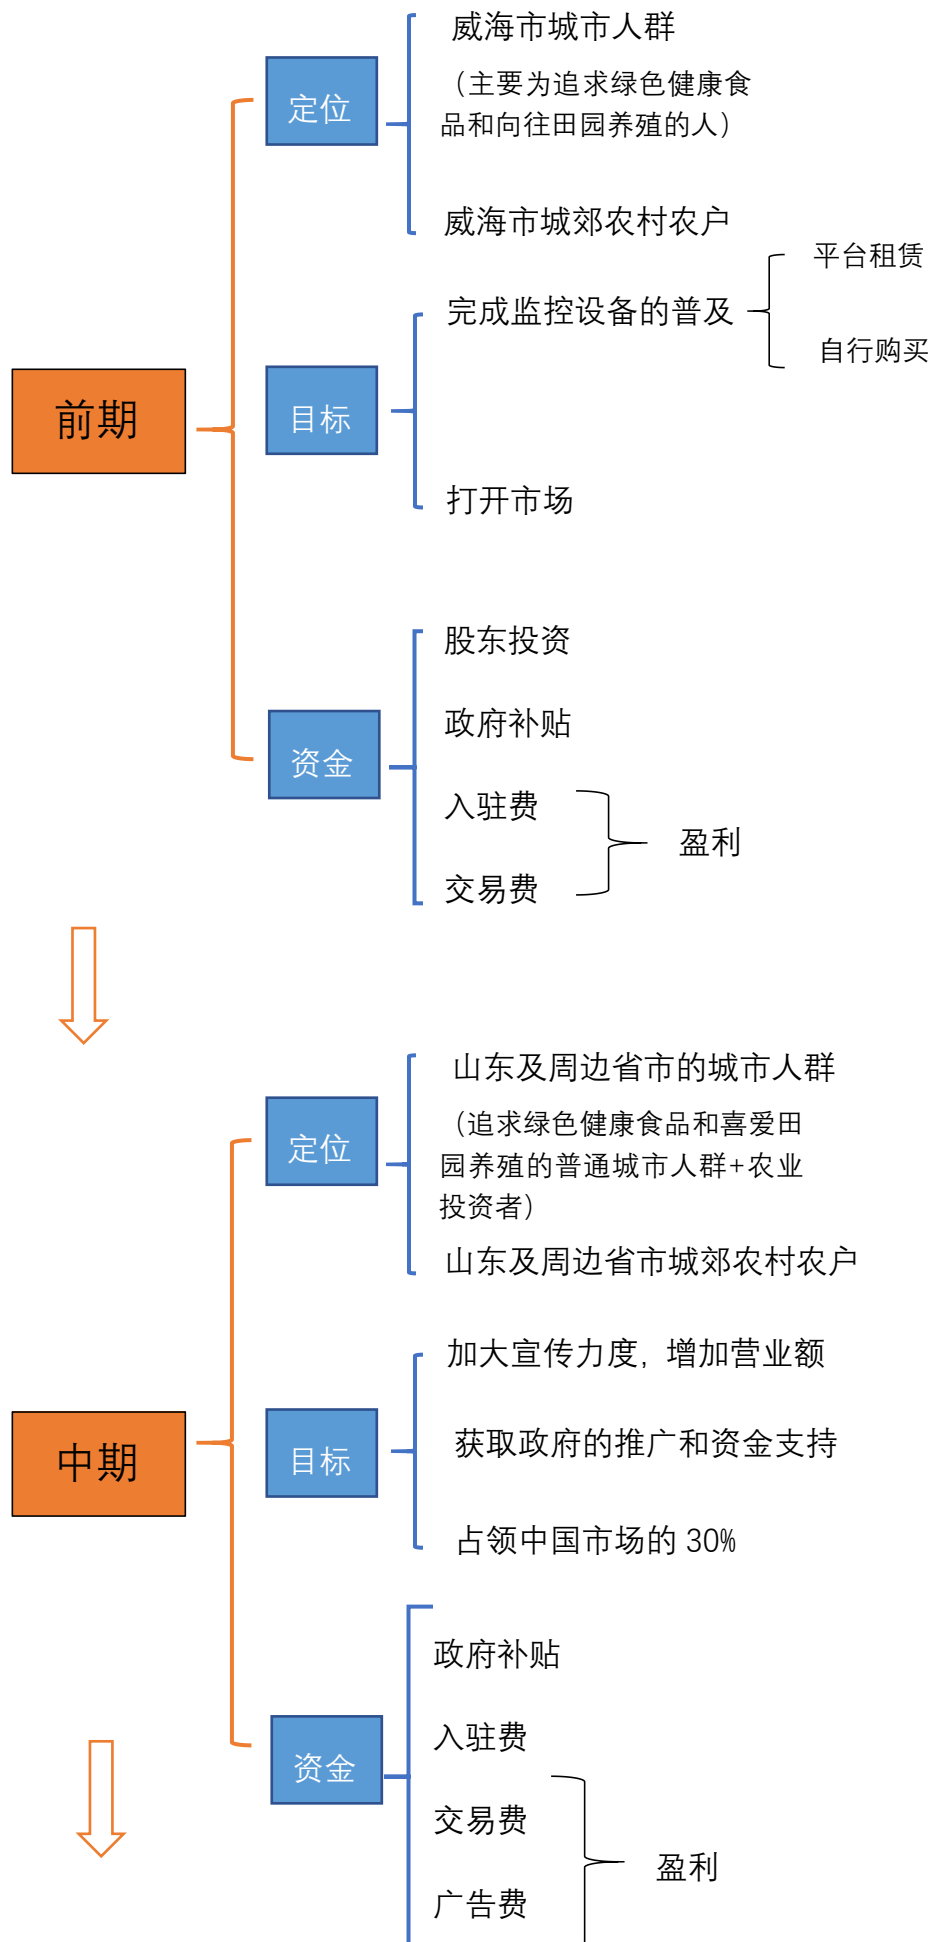 前期
定位
威海市城市人群
（主要为追求绿色健康食
品和向往田园养殖的人）
威海市城郊农村农户
目标
完成监控设备的普及
平台租赁
自行购买
打开市场
资金
股东投资
政府补贴
入驻费
交易费
盈利
中期
定位
山东及周边省市的城市人群
（追求绿色健康食品和喜爱田
园养殖的普通城市人群+农业
投资者）
山东及周边省市城郊农村农户
目标
加大宣传力度，增加营业额
获取政府的推广和资金支持
占领中国市场的 30%
资金
政府补贴
入驻费
交易费
广告费
盈利